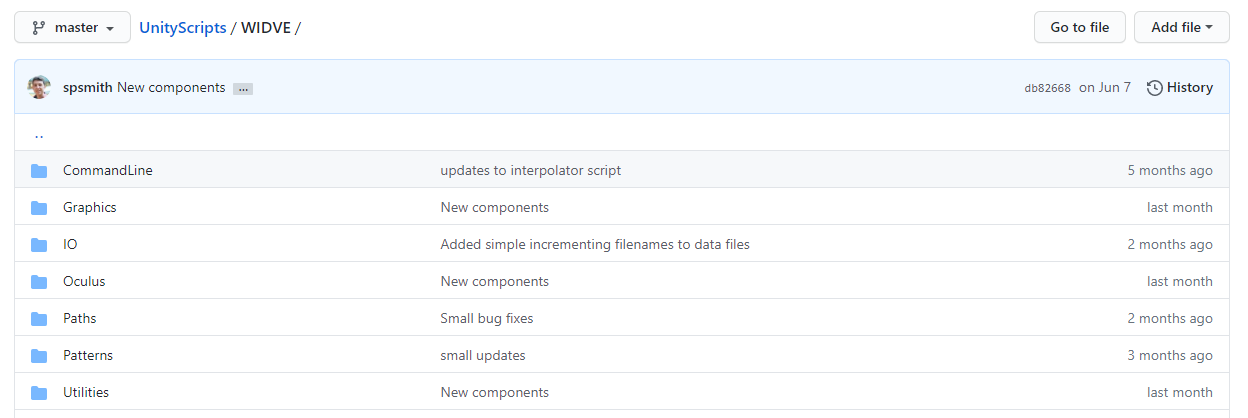 master UnityScripts / WIDVE / Go to file Add file
spsmith New components ... db82668 on Jun 7 History
..
CommandLine updates to interpolator script 5 months ago
Graphics New components last month
IO Added simple incrementing filenames to data files 2 months ago
Oculus New components last month
Paths Small bug fixes 2 months ago
Patterns small updates 3 months ago
Utilities New components last month